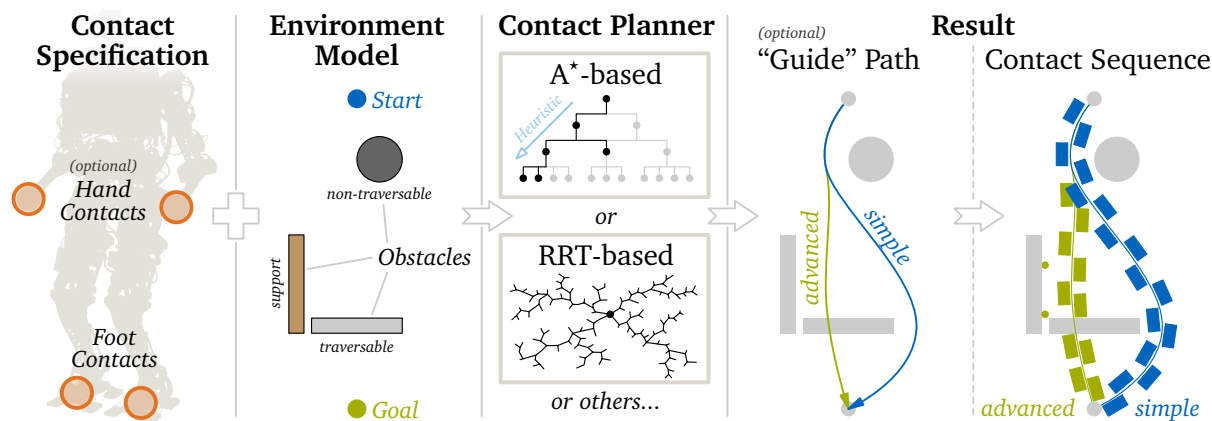 Contact
Specification
(optional)
Hand
Contacts
Foot
Contacts
Environment
Model
Start
non-traversable
Obstacles
support
traversable
Goal
Contact Planner
A*-based
Heuristic
or
RRT-based
or others...
Result
(optional)
“Guide” Path
advanced
simple
Contact Sequence
advanced
simple